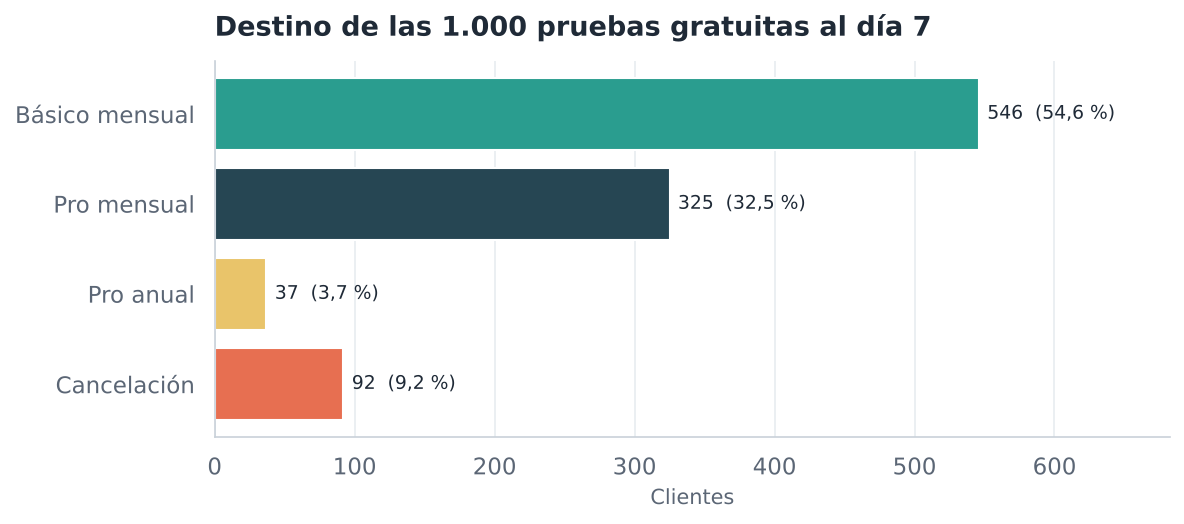 Destino de las 1.000 pruebas gratuitas al día 7
Básico mensual
546 (54,6 %)
Pro mensual
325 (32,5 %)
Pro anual
37 (3,7 %)
Cancelación
92 (9,2 %)
0 100 200 300 400 500 600
Clientes